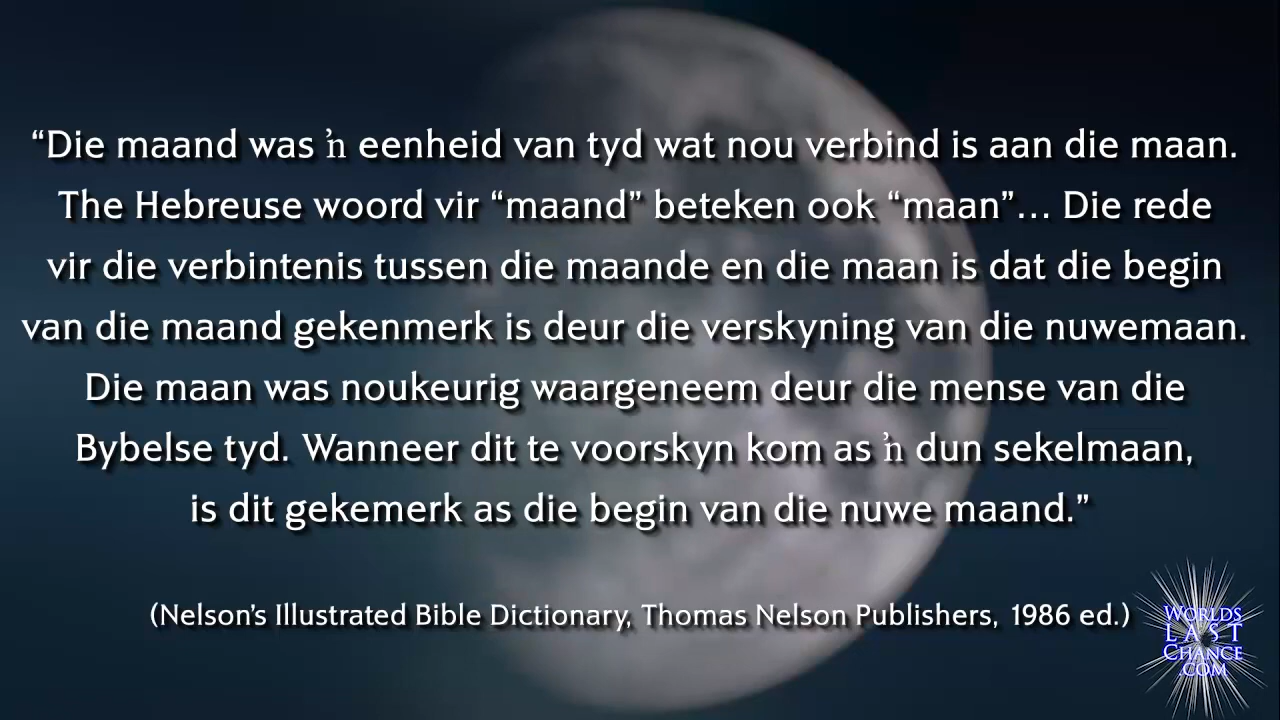 “Die maand was ŉ eenheid van tyd wat nou verbind is aan die maan.
The Hebreuse woord vir “maand” beteken ook “maan”... Die rede
vir die verbintenis tussen die maande en die maan is dat die begin
van die maand gekenmerk is deur die verskyning van die nuwemaan.
Die maan was noukeurig waargeneem deur die mense van die
Bybelse tyd. Wanneer dit te voorskyn kom as ŉ dun sekelmaan,
is dit gekemerk as die begin van die nuwe maand.”
(Nelson’s Illustrated Bible Dictionary, Thomas Nelson Publishers, 1986 ed.)
WORLDS
LAST
CHANCE
.COM